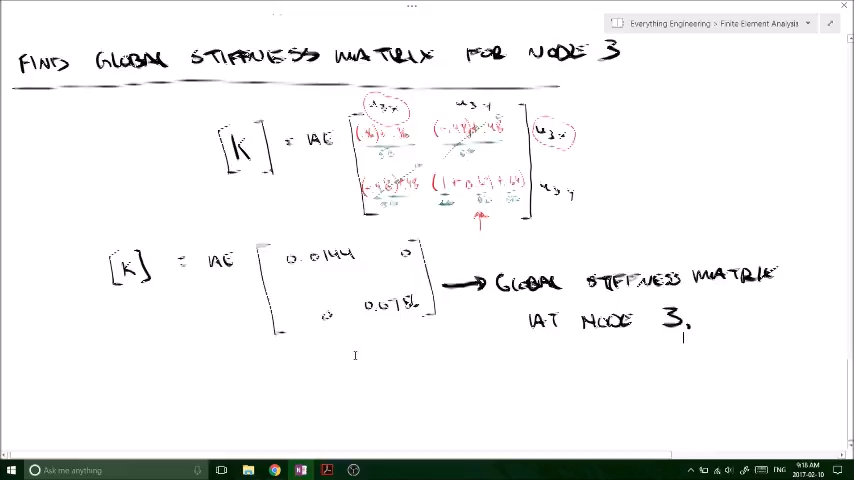 Everything Engineering > Finite Element Analysis
FIND GLOBAL STIFFNESS MATRIX FOR NODE 3
u3-x u3-y
[K] = AE
u3-x
u3-y
[K] = AE [ 0.0144 0
0
→ GLOBAL STIFFNESS MATRIX
AT NODE 3.
Ask me anything
ENG
9:16 AM
2017-02-10